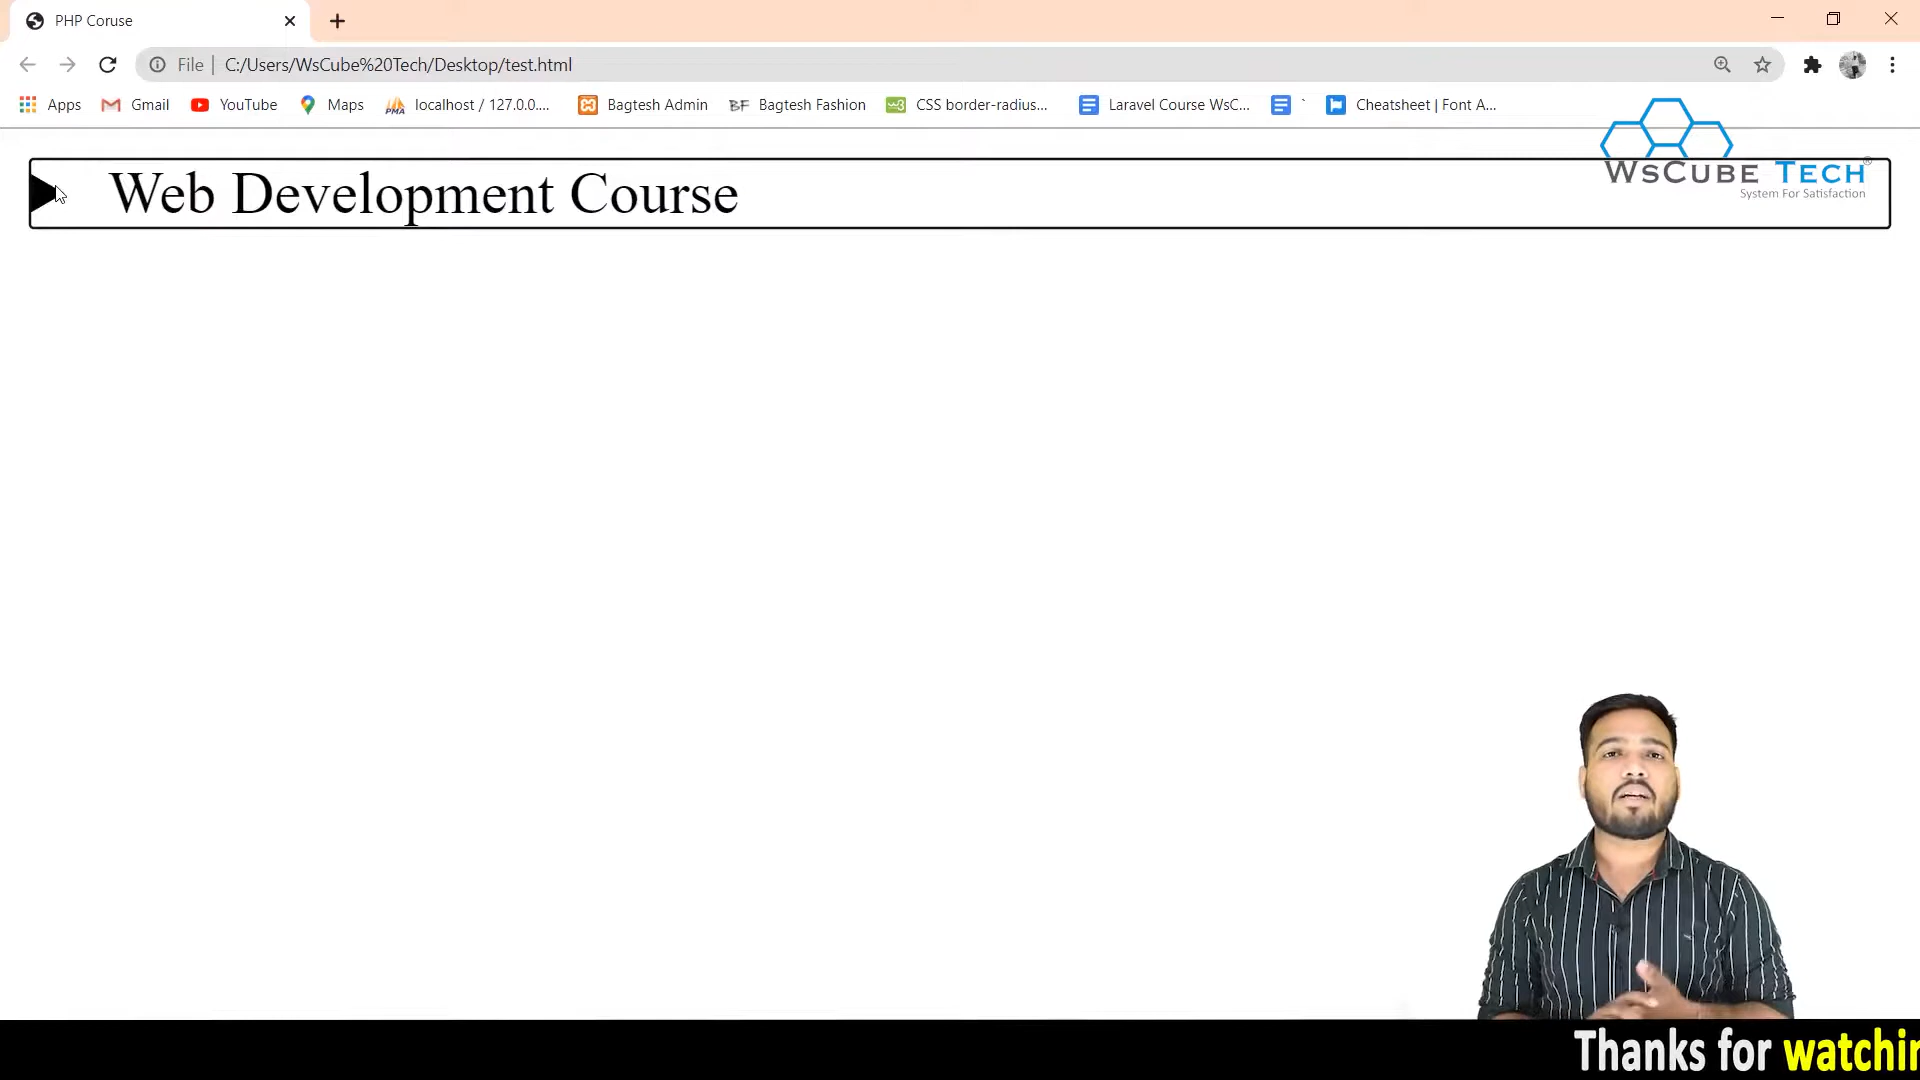 PHP Coruse
File | C:/Users/WsCube%20Tech/Desktop/test.html
Apps Gmail YouTube Maps localhost / 127.0.0.... Bagtesh Admin BF Bagtesh Fashion CSS border-radius... Laravel Course WsC... ` Cheatsheet | Font A...
WSCUBE TECH®
System For Satisfaction
Web Development Course
Thanks for watchin